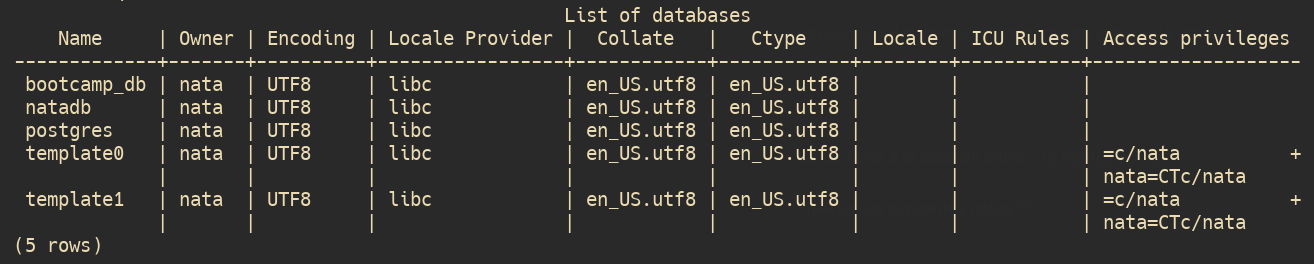 List of databases
Name | Owner | Encoding | Locale Provider | Collate | Ctype | Locale | ICU Rules | Access privileges
-------------+-------+----------+-----------------+------------+------------+--------+-----------+-------------------
bootcamp_db | nata | UTF8 | libc | en_US.utf8 | en_US.utf8 | | |
natadb | nata | UTF8 | libc | en_US.utf8 | en_US.utf8 | | |
postgres | nata | UTF8 | libc | en_US.utf8 | en_US.utf8 | | |
template0 | nata | UTF8 | libc | en_US.utf8 | en_US.utf8 | | | =c/nata +
| | | | | | | | nata=CTc/nata
template1 | nata | UTF8 | libc | en_US.utf8 | en_US.utf8 | | | =c/nata +
| | | | | | | | nata=CTc/nata
(5 rows)